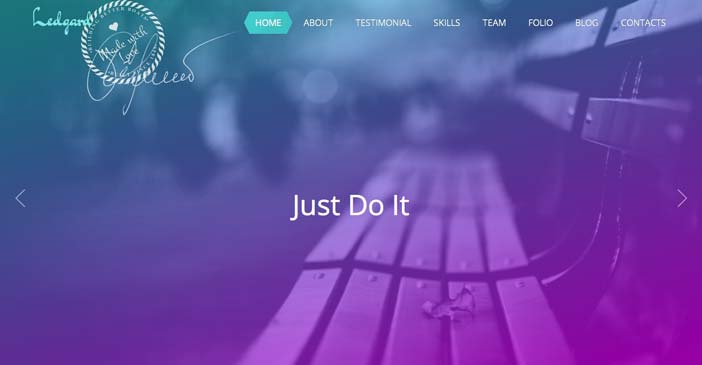 Ledgard
Made with
Love
HOME
ABOUT
TESTIMONIAL
SKILLS
TEAM
FOLIO
BLOG
CONTACTS
Just Do It